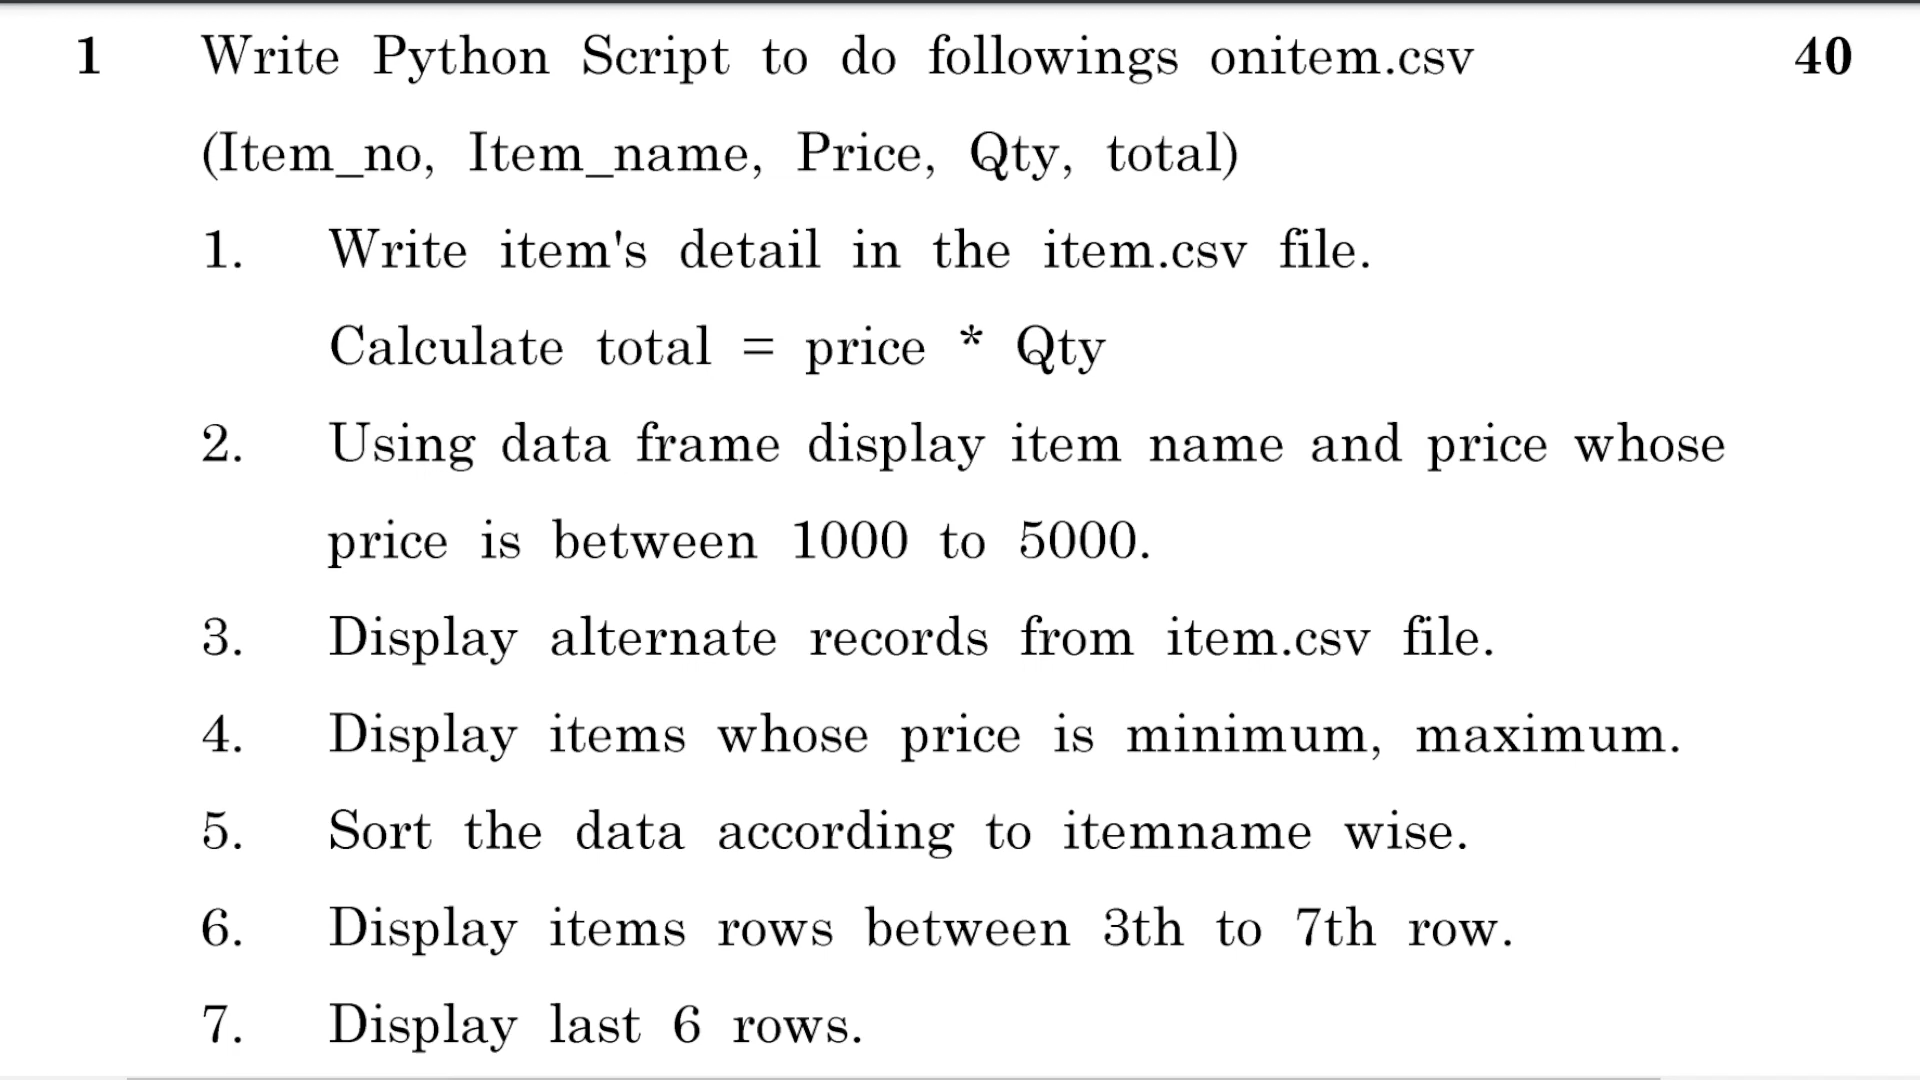 1 Write Python Script to do followings onitem.csv 40
(Item_no, Item_name, Price, Qty, total)
1. Write item's detail in the item.csv file.
Calculate total = price * Qty
2. Using data frame display item name and price whose
price is between 1000 to 5000.
3. Display alternate records from item.csv file.
4. Display items whose price is minimum, maximum.
5. Sort the data according to itemname wise.
6. Display items rows between 3th to 7th row.
7. Display last 6 rows.